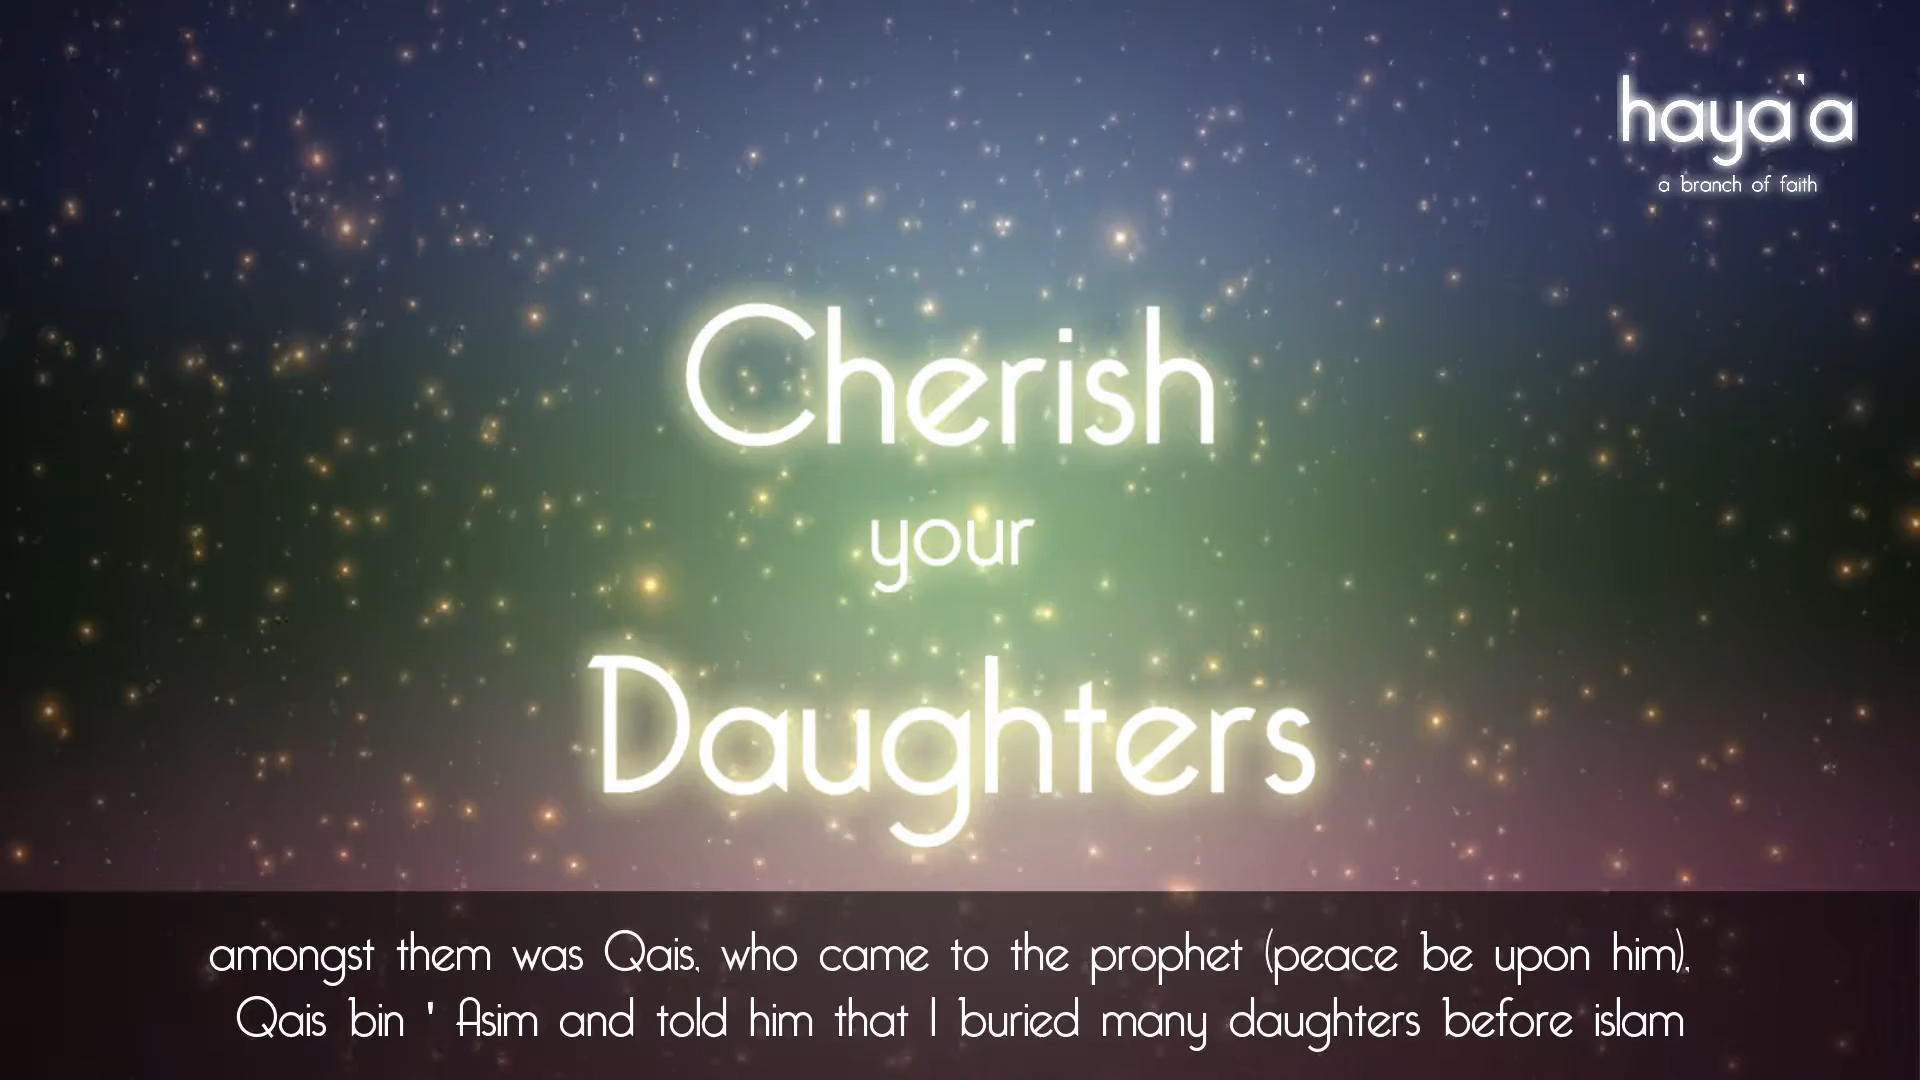 haya'a
a branch of faith
Cherish
your
Daughters
amongst them was Qais, who came to the prophet (peace be upon him),
Qais bin ' Asim and told him that I buried many daughters before islam